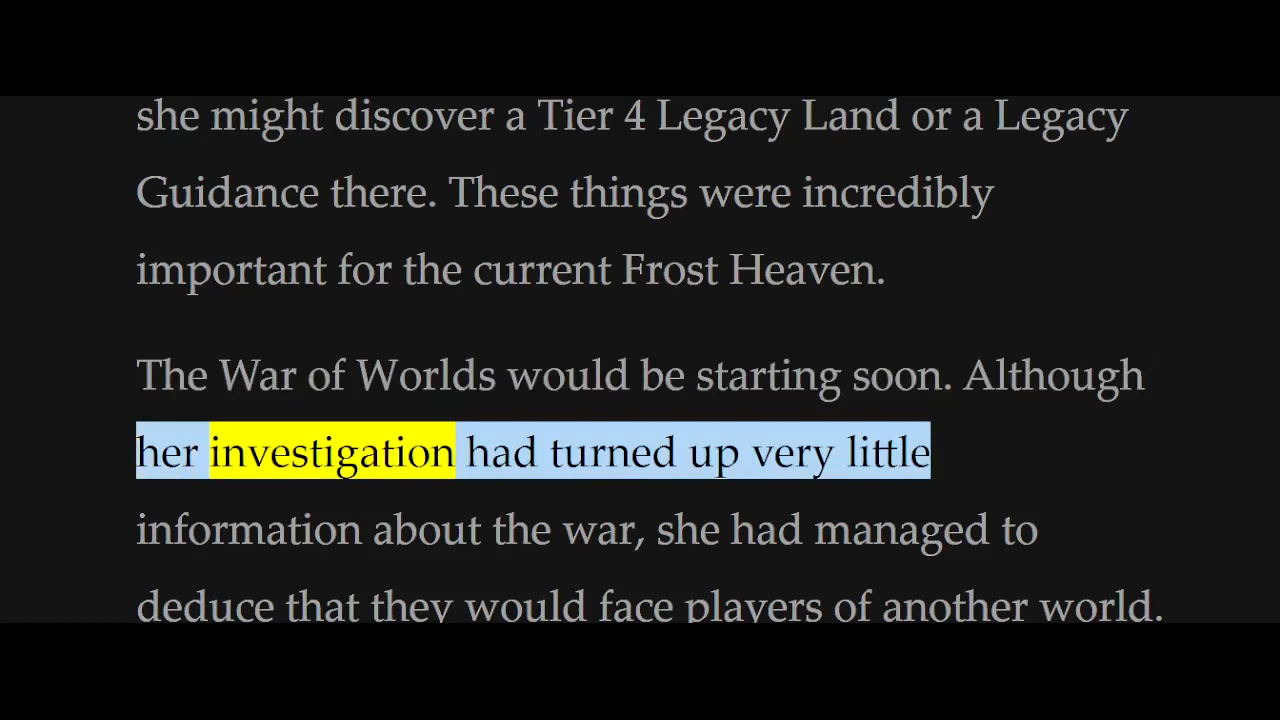 she might discover a Tier 4 Legacy Land or a Legacy
Guidance there. These things were incredibly
important for the current Frost Heaven.
The War of Worlds would be starting soon. Although
her investigation had turned up very little
information about the war, she had managed to
deduce that they would face players of another world.